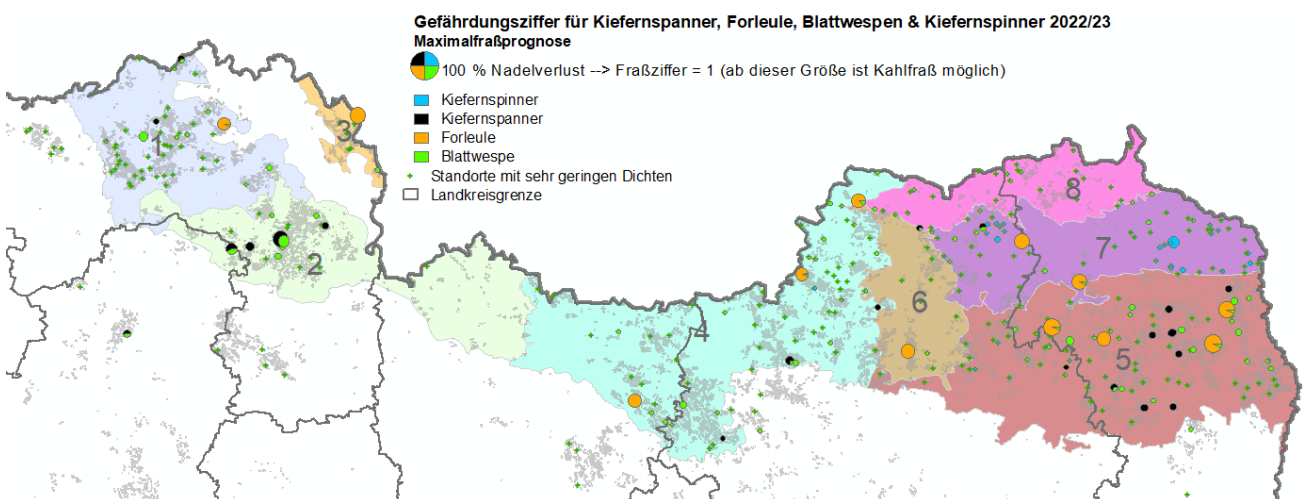 Gefährdungsziffer für Kiefernspanner, Forleule, Blattwespen & Kiefernspinner 2022/23
Maximalfraßprognose
100 % Nadelverlust --> Fraßziffer = 1 (ab dieser Größe ist Kahlfraß möglich)
Kiefernspinner
Kiefernspanner
Forleule
Blattwespe
Standorte mit sehr geringen Dichten
Landkreisgrenze
1
3
2
4
8
7
6
5